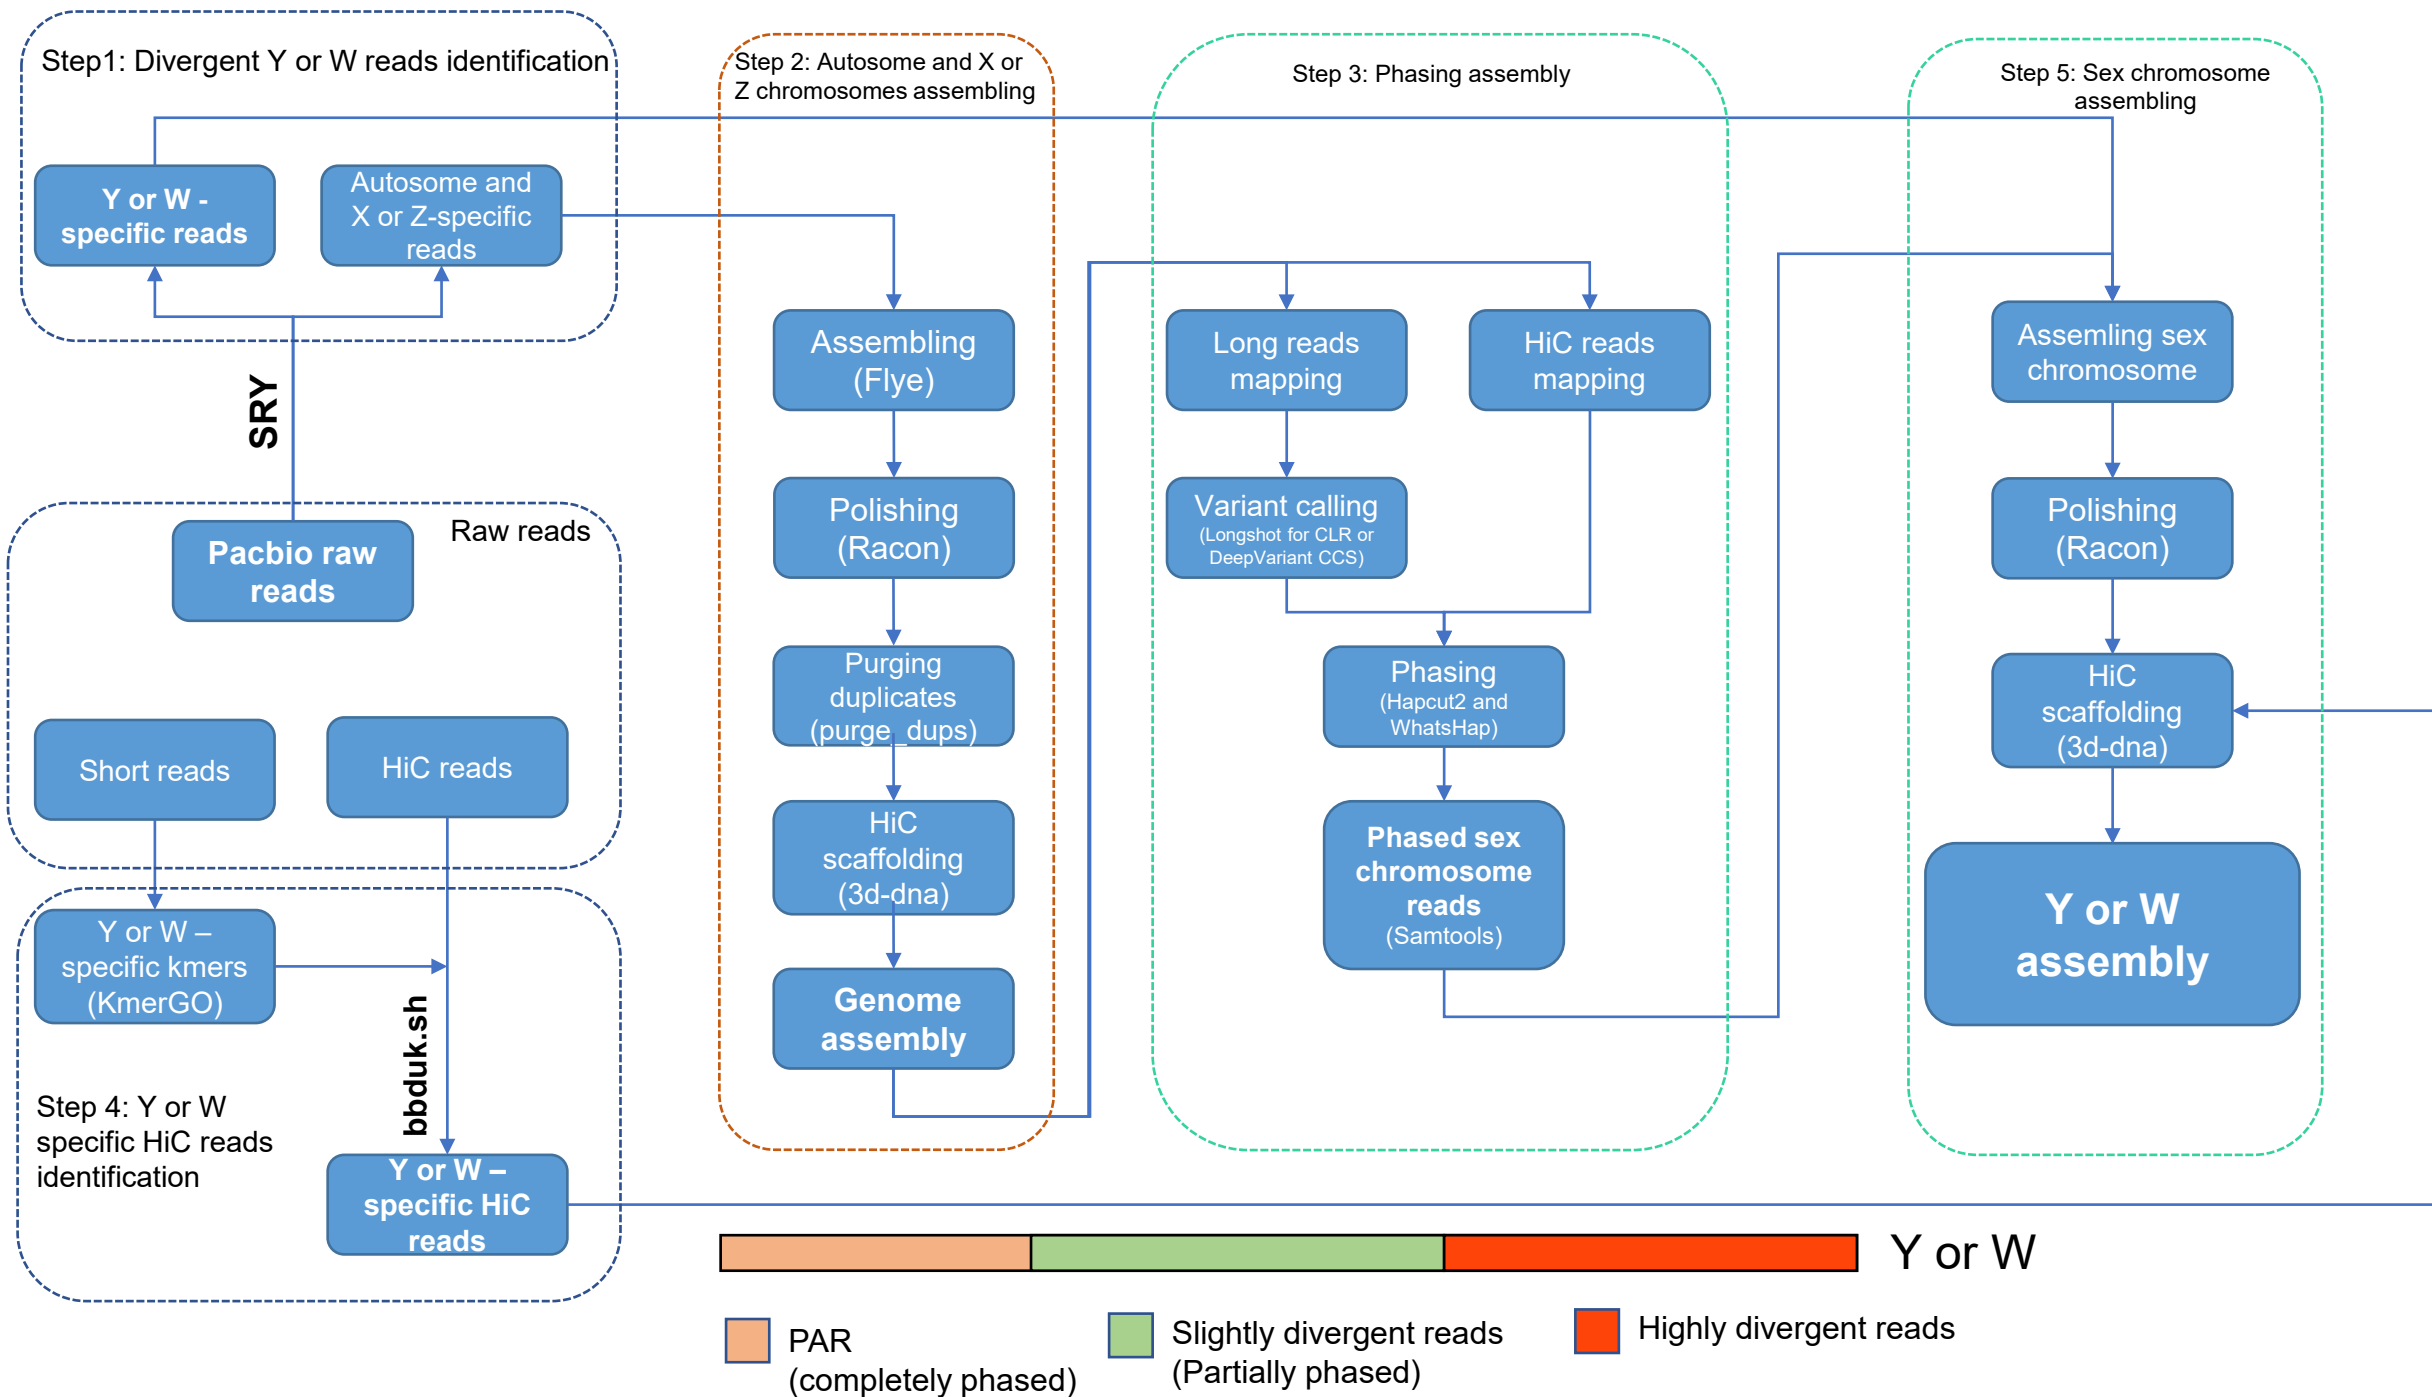 Step1: Divergent Y or W reads identification
Y or W -
specific reads
Autosome and
X or Z-specific
reads
SRY
Raw reads
Pacbio raw
reads
Short reads
HiC reads
Y or W –
specific kmers
(KmerGO)
bbduk.sh
Step 4: Y or W
specific HiC reads
identification
Y or W –
specific HiC
reads
Step 2: Autosome and X or
Z chromosomes assembling
Assembling
(Flye)
Polishing
(Racon)
Purging
duplicates
(purge_dups)
HiC
scaffolding
(3d-dna)
Genome
assembly
Step 3: Phasing assembly
Long reads
mapping
HiC reads
mapping
Variant calling
(Longshot for CLR or
DeepVariant CCS)
Phasing
(Hapcut2 and
WhatsHap)
Phased sex
chromosome
reads
(Samtools)
Step 5: Sex chromosome
assembling
Assemling sex
chromosome
Polishing
(Racon)
HiC
scaffolding
(3d-dna)
Y or W
assembly
Y or W
PAR
(completely phased)
Slightly divergent reads
(Partially phased)
Highly divergent reads